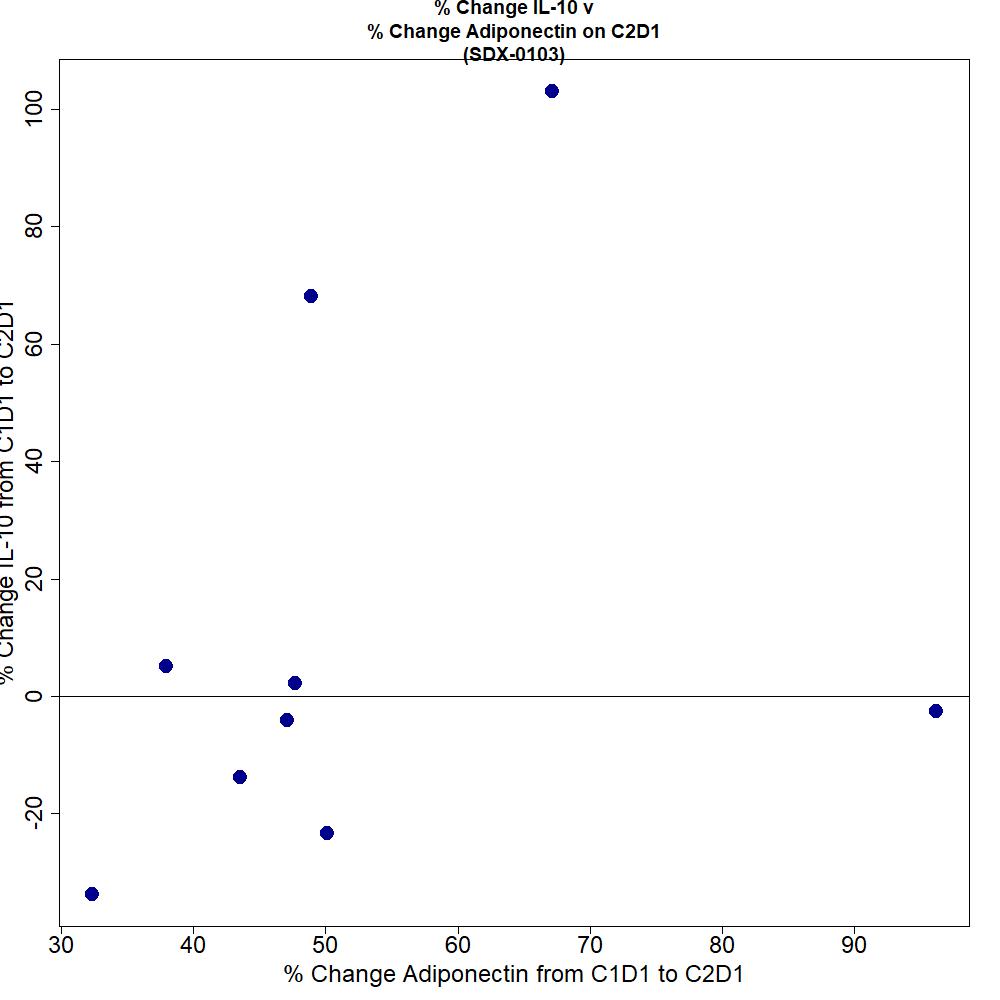 % Change IL-10 v
% Change Adiponectin on C2D1
(SDX-0103)
% Change IL-10 from C1D1 to C2D1
100
80
60
40
20
0
-20
30 40 50 60 70 80 90
% Change Adiponectin from C1D1 to C2D1